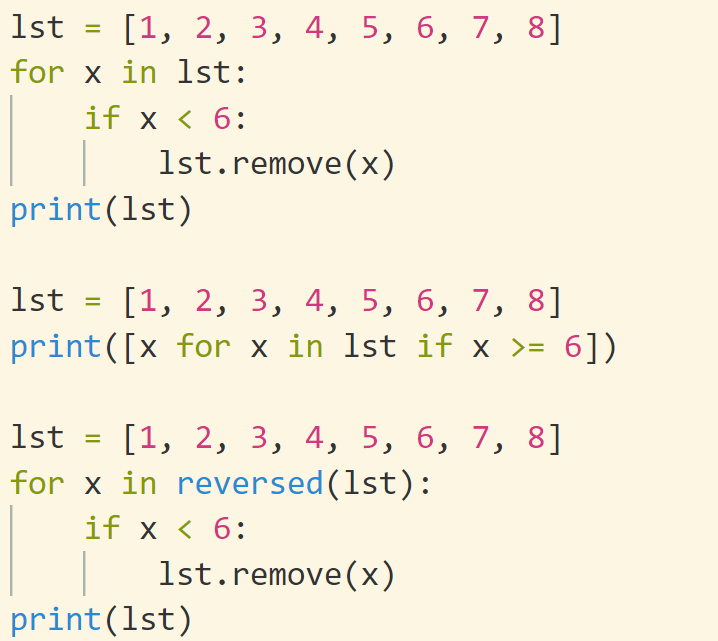 lst = [1, 2, 3, 4, 5, 6, 7, 8]
for x in lst:
    if x < 6:
        lst.remove(x)
print(lst)

lst = [1, 2, 3, 4, 5, 6, 7, 8]
print([x for x in lst if x >= 6])

lst = [1, 2, 3, 4, 5, 6, 7, 8]
for x in reversed(lst):
    if x < 6:
        lst.remove(x)
print(lst)